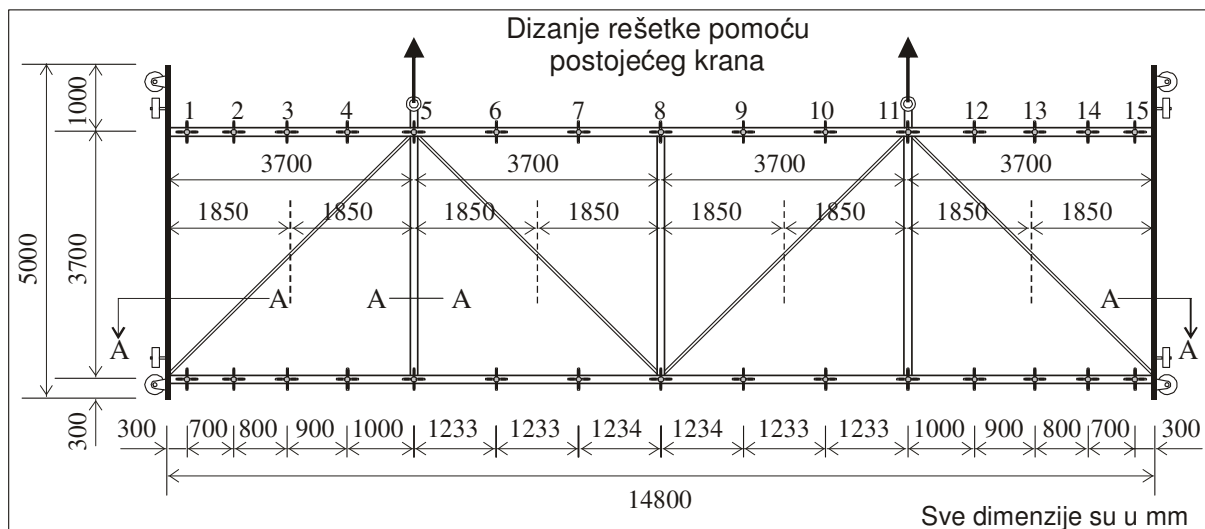 Dizanje rešetke pomoću
postojećeg krana
1000
1 2 3 4 5 6 7 8 9 10 11 12 13 14 15
3700 3700 3700 3700
1850 1850 1850 1850 1850 1850 1850 1850
5000
3700
A A A A
A A
300
300 700 800 900 1000 1233 1233 1234 1234 1233 1233 1000 900 800 700 300
14800
Sve dimenzije su u mm